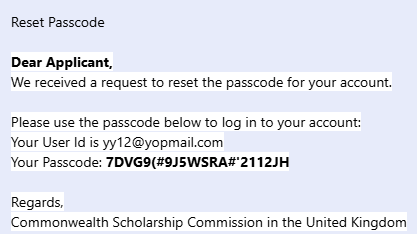 Reset Passcode
Dear Applicant,
We received a request to reset the passcode for your account.
Please use the passcode below to log in to your account:
Your User Id is yy12@yopmail.com
Your Passcode: 7DVG9(#9J5WSRA#'2112JH
Regards,
Commonwealth Scholarship Commission in the United Kingdom